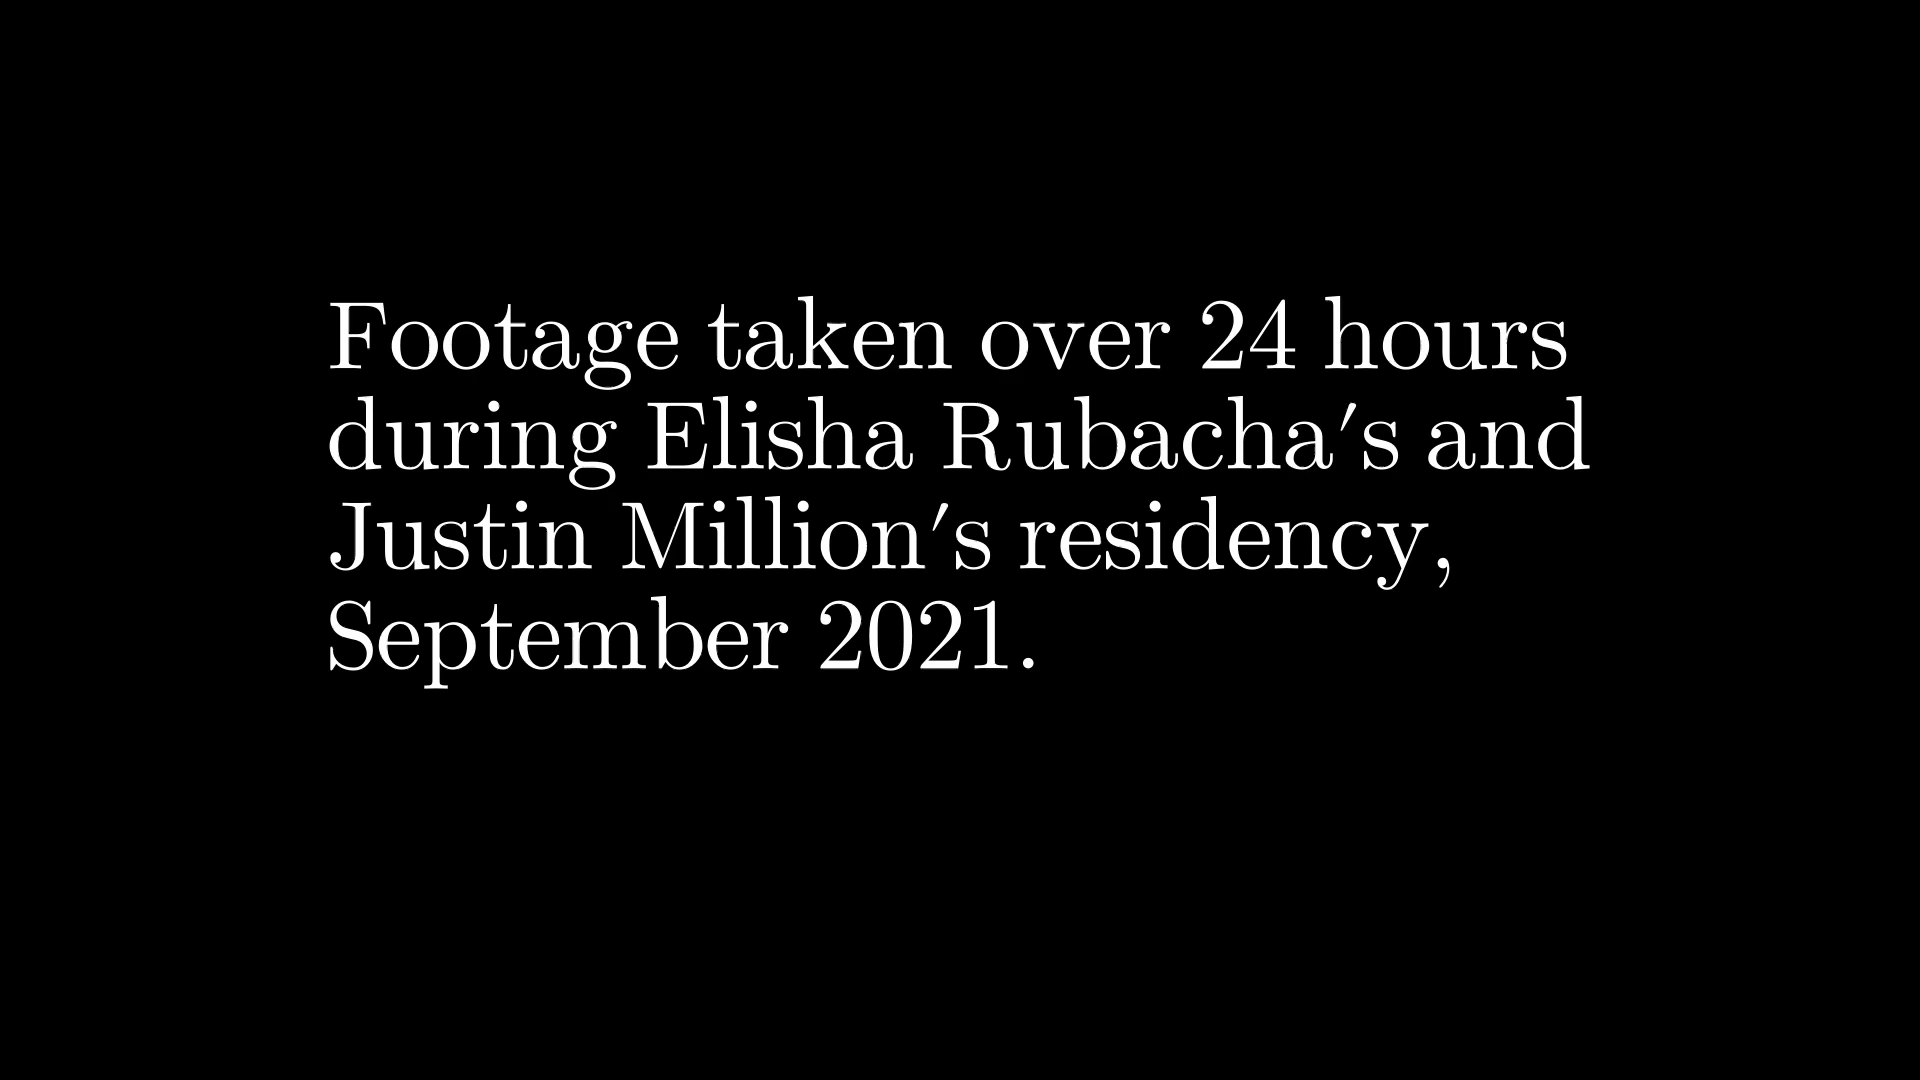 Footage taken over 24 hours
during Elisha Rubacha's and
Justin Million's residency,
September 2021.